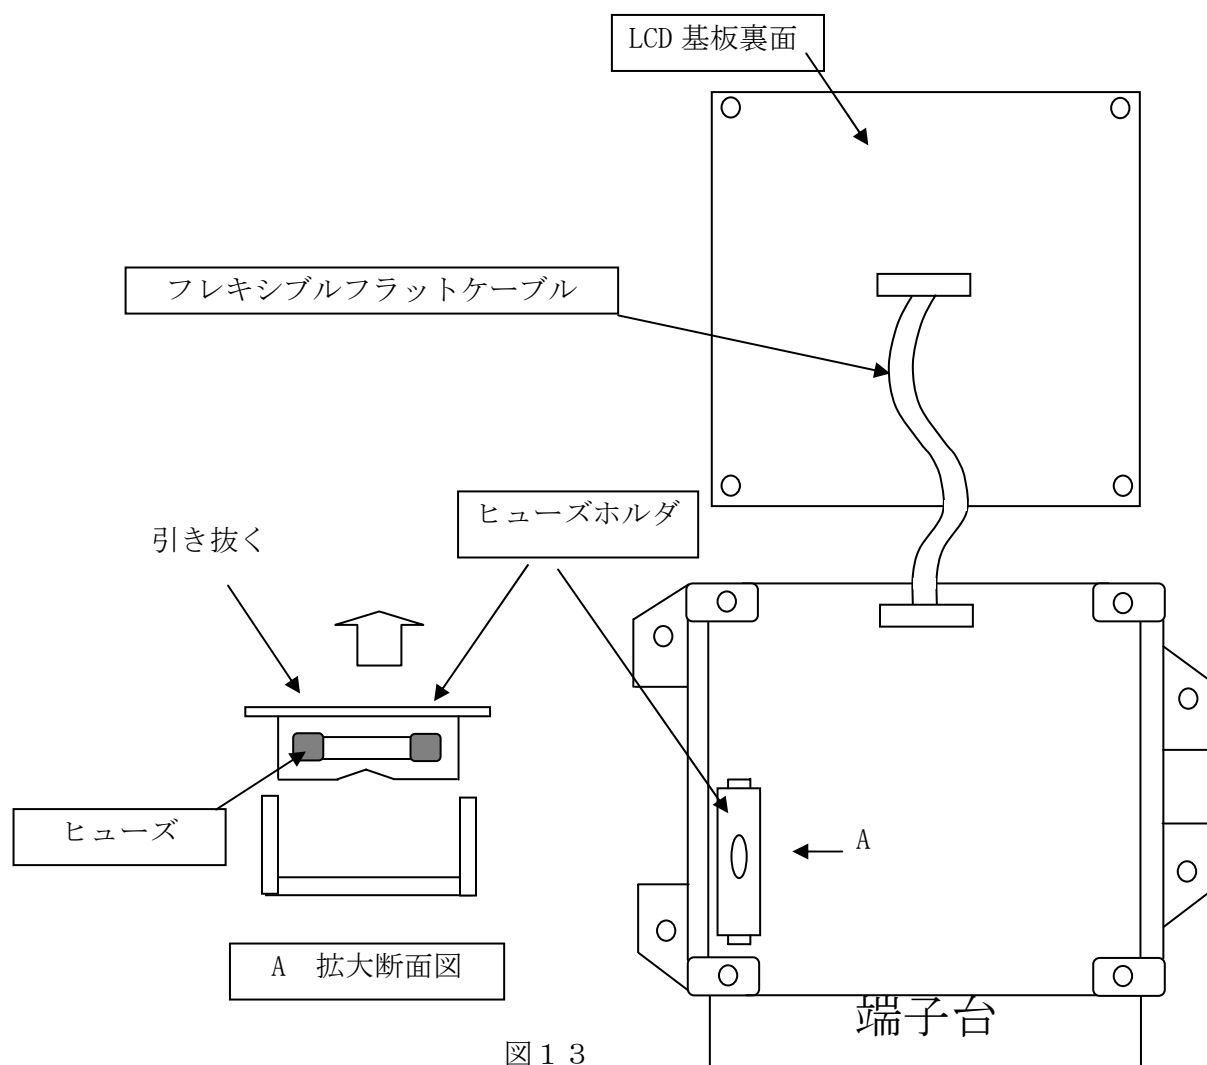 LCD 基板裏面
フレキシブルフラットケーブル
ヒューズホルダ
引き抜く
ヒューズ
A
A 拡大断面図
端子台
図13